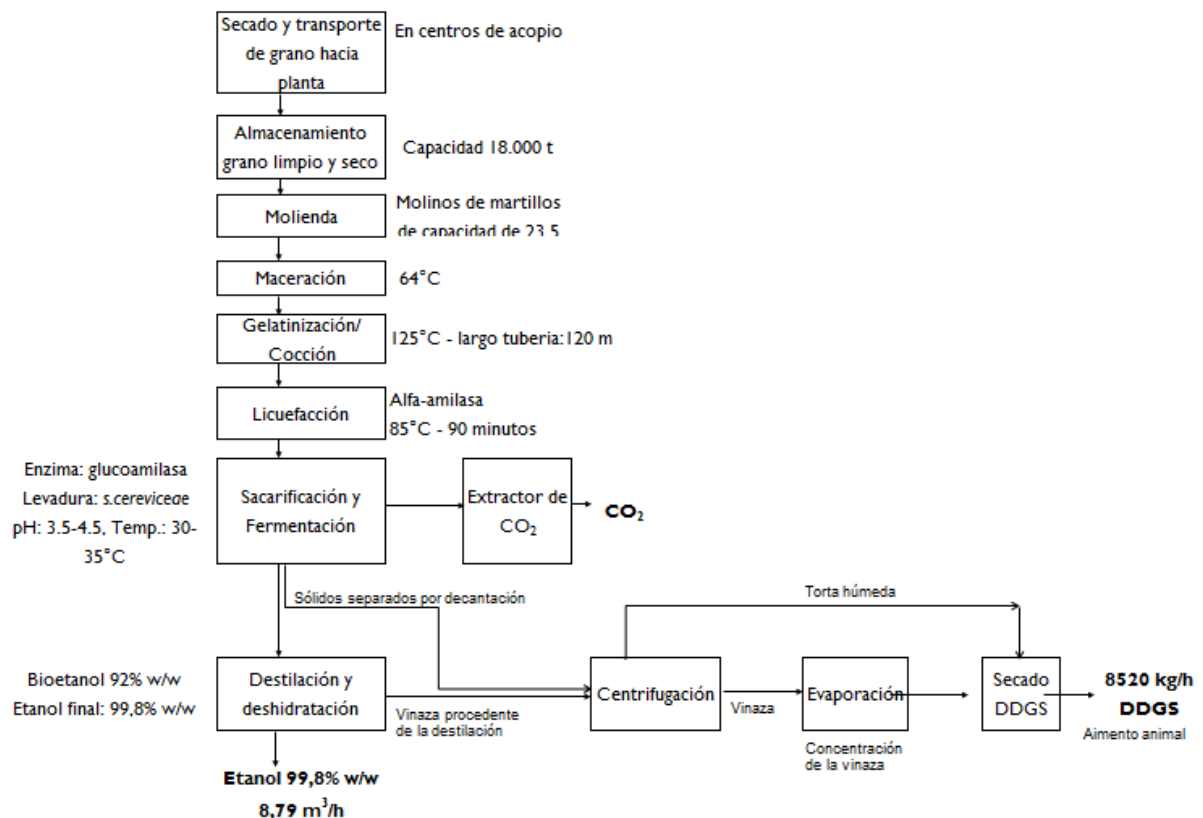 Secado y transporte
de grano hacia
planta
En centros de acopio
Almacenamiento
grano limpio y seco
Capacidad 18.000 t
Molienda
Molinos de martillos
de capacidad de 23.5
Maceración
64°C
Gelatinización/
Cocción
125°C - largo tuberia:120 m
Licuefacción
Alfa-amilasa
85°C - 90 minutos
Enzima: glucoamilasa
Levadura: s.cereviceae
pH: 3.5-4.5, Temp.: 30-
35°C
Sacarificación y
Fermentación
Extractor de
CO₂
CO₂
Sólidos separados por decantación
Torta húmeda
Bioetanol 92% w/w
Etanol final: 99,8% w/w
Destilación y
deshidratación
Vinaza procedente
de la destilación
Centrifugación
Vinaza
Evaporación
Concentración
de la vinaza
Secado
DDGS
8520 kg/h
DDGS
Aimento animal
Etanol 99,8% w/w
8,79 m³/h